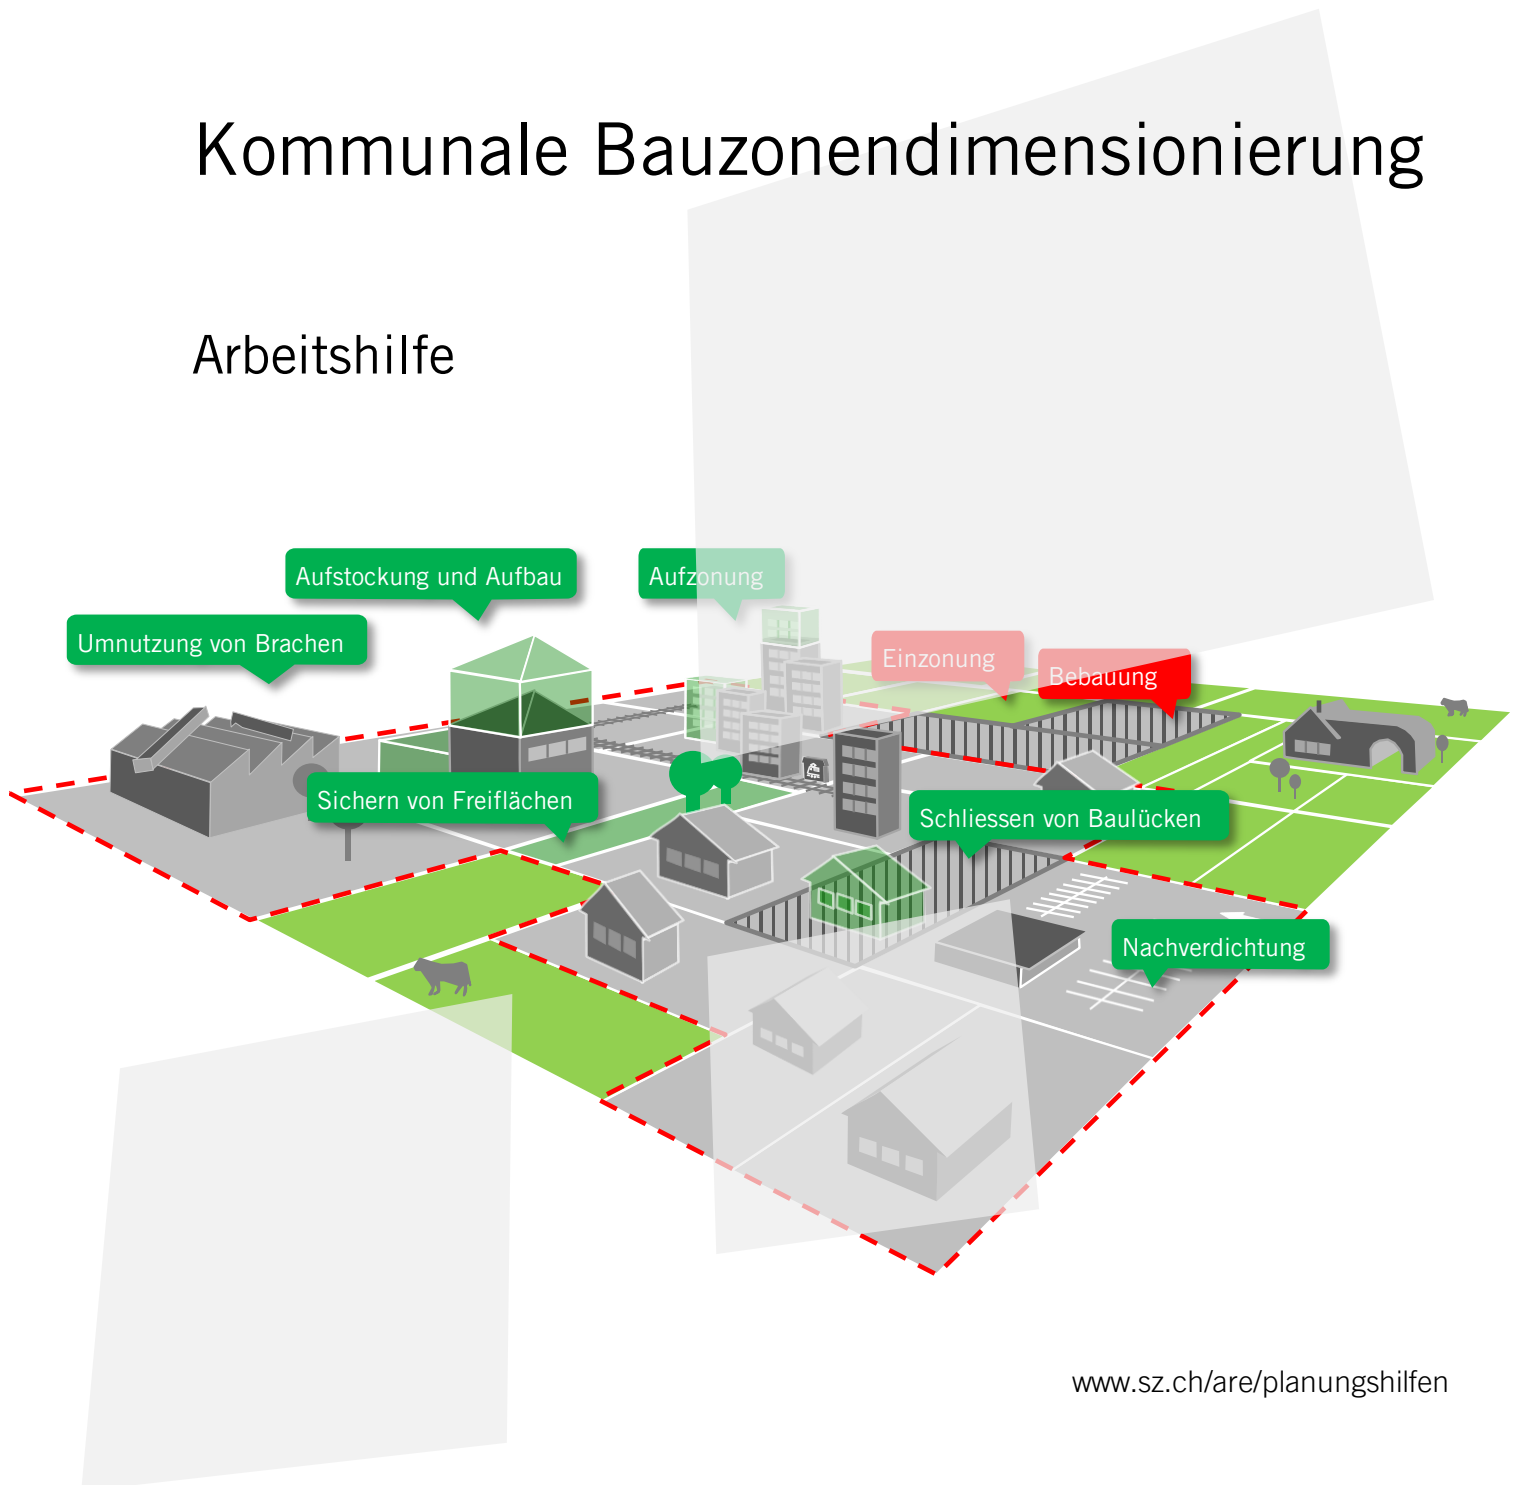 Kommunale Bauzonendimensionierung
Arbeitshilfe
Aufstockung und Aufbau
Aufzonung
Umnutzung von Brachen
Einzonung
Bebauung
Sichern von Freiflächen
Schliessen von Baulücken
Nachverdichtung
www.sz.ch/are/planungshilfen